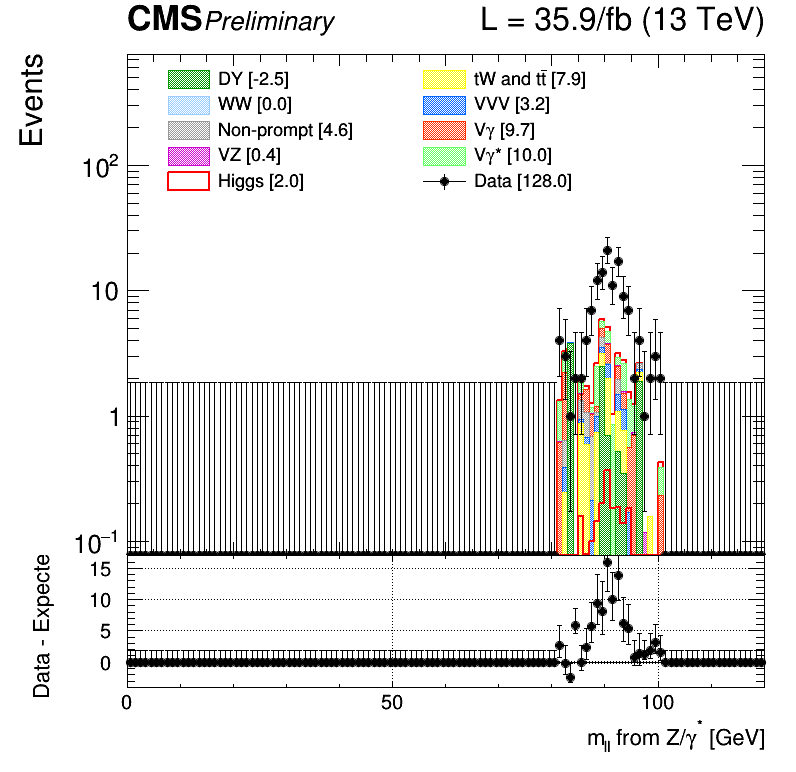 CMS Preliminary L = 35.9/fb (13 TeV)
Events
DY [-2.5] tW and tt̄ [7.9]
WW [0.0] VVV [3.2]
Non-prompt [4.6] Vγ [9.7]
VZ [0.4] Vγ* [10.0]
Higgs [2.0] Data [128.0]
10²
10
1
10⁻¹
Data - Expecte
15
10
5
0
0 50 100
m_ll from Z/γ* [GeV]